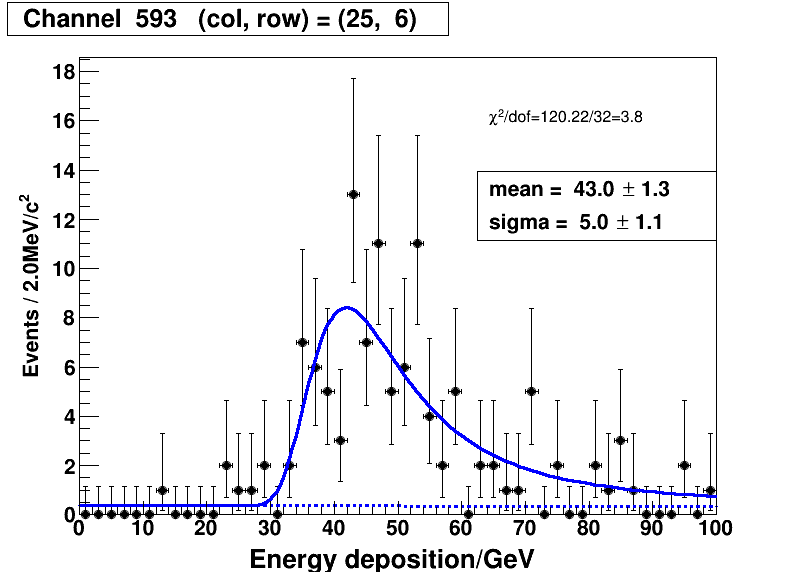 Channel 593 (col, row) = (25, 6)
18
16
14
12
10
8
6
4
2
0
Events / 2.0MeV/c²
χ²/dof=120.22/32=3.8
mean = 43.0 ± 1.3
sigma = 5.0 ± 1.1
0 10 20 30 40 50 60 70 80 90 100
Energy deposition/GeV